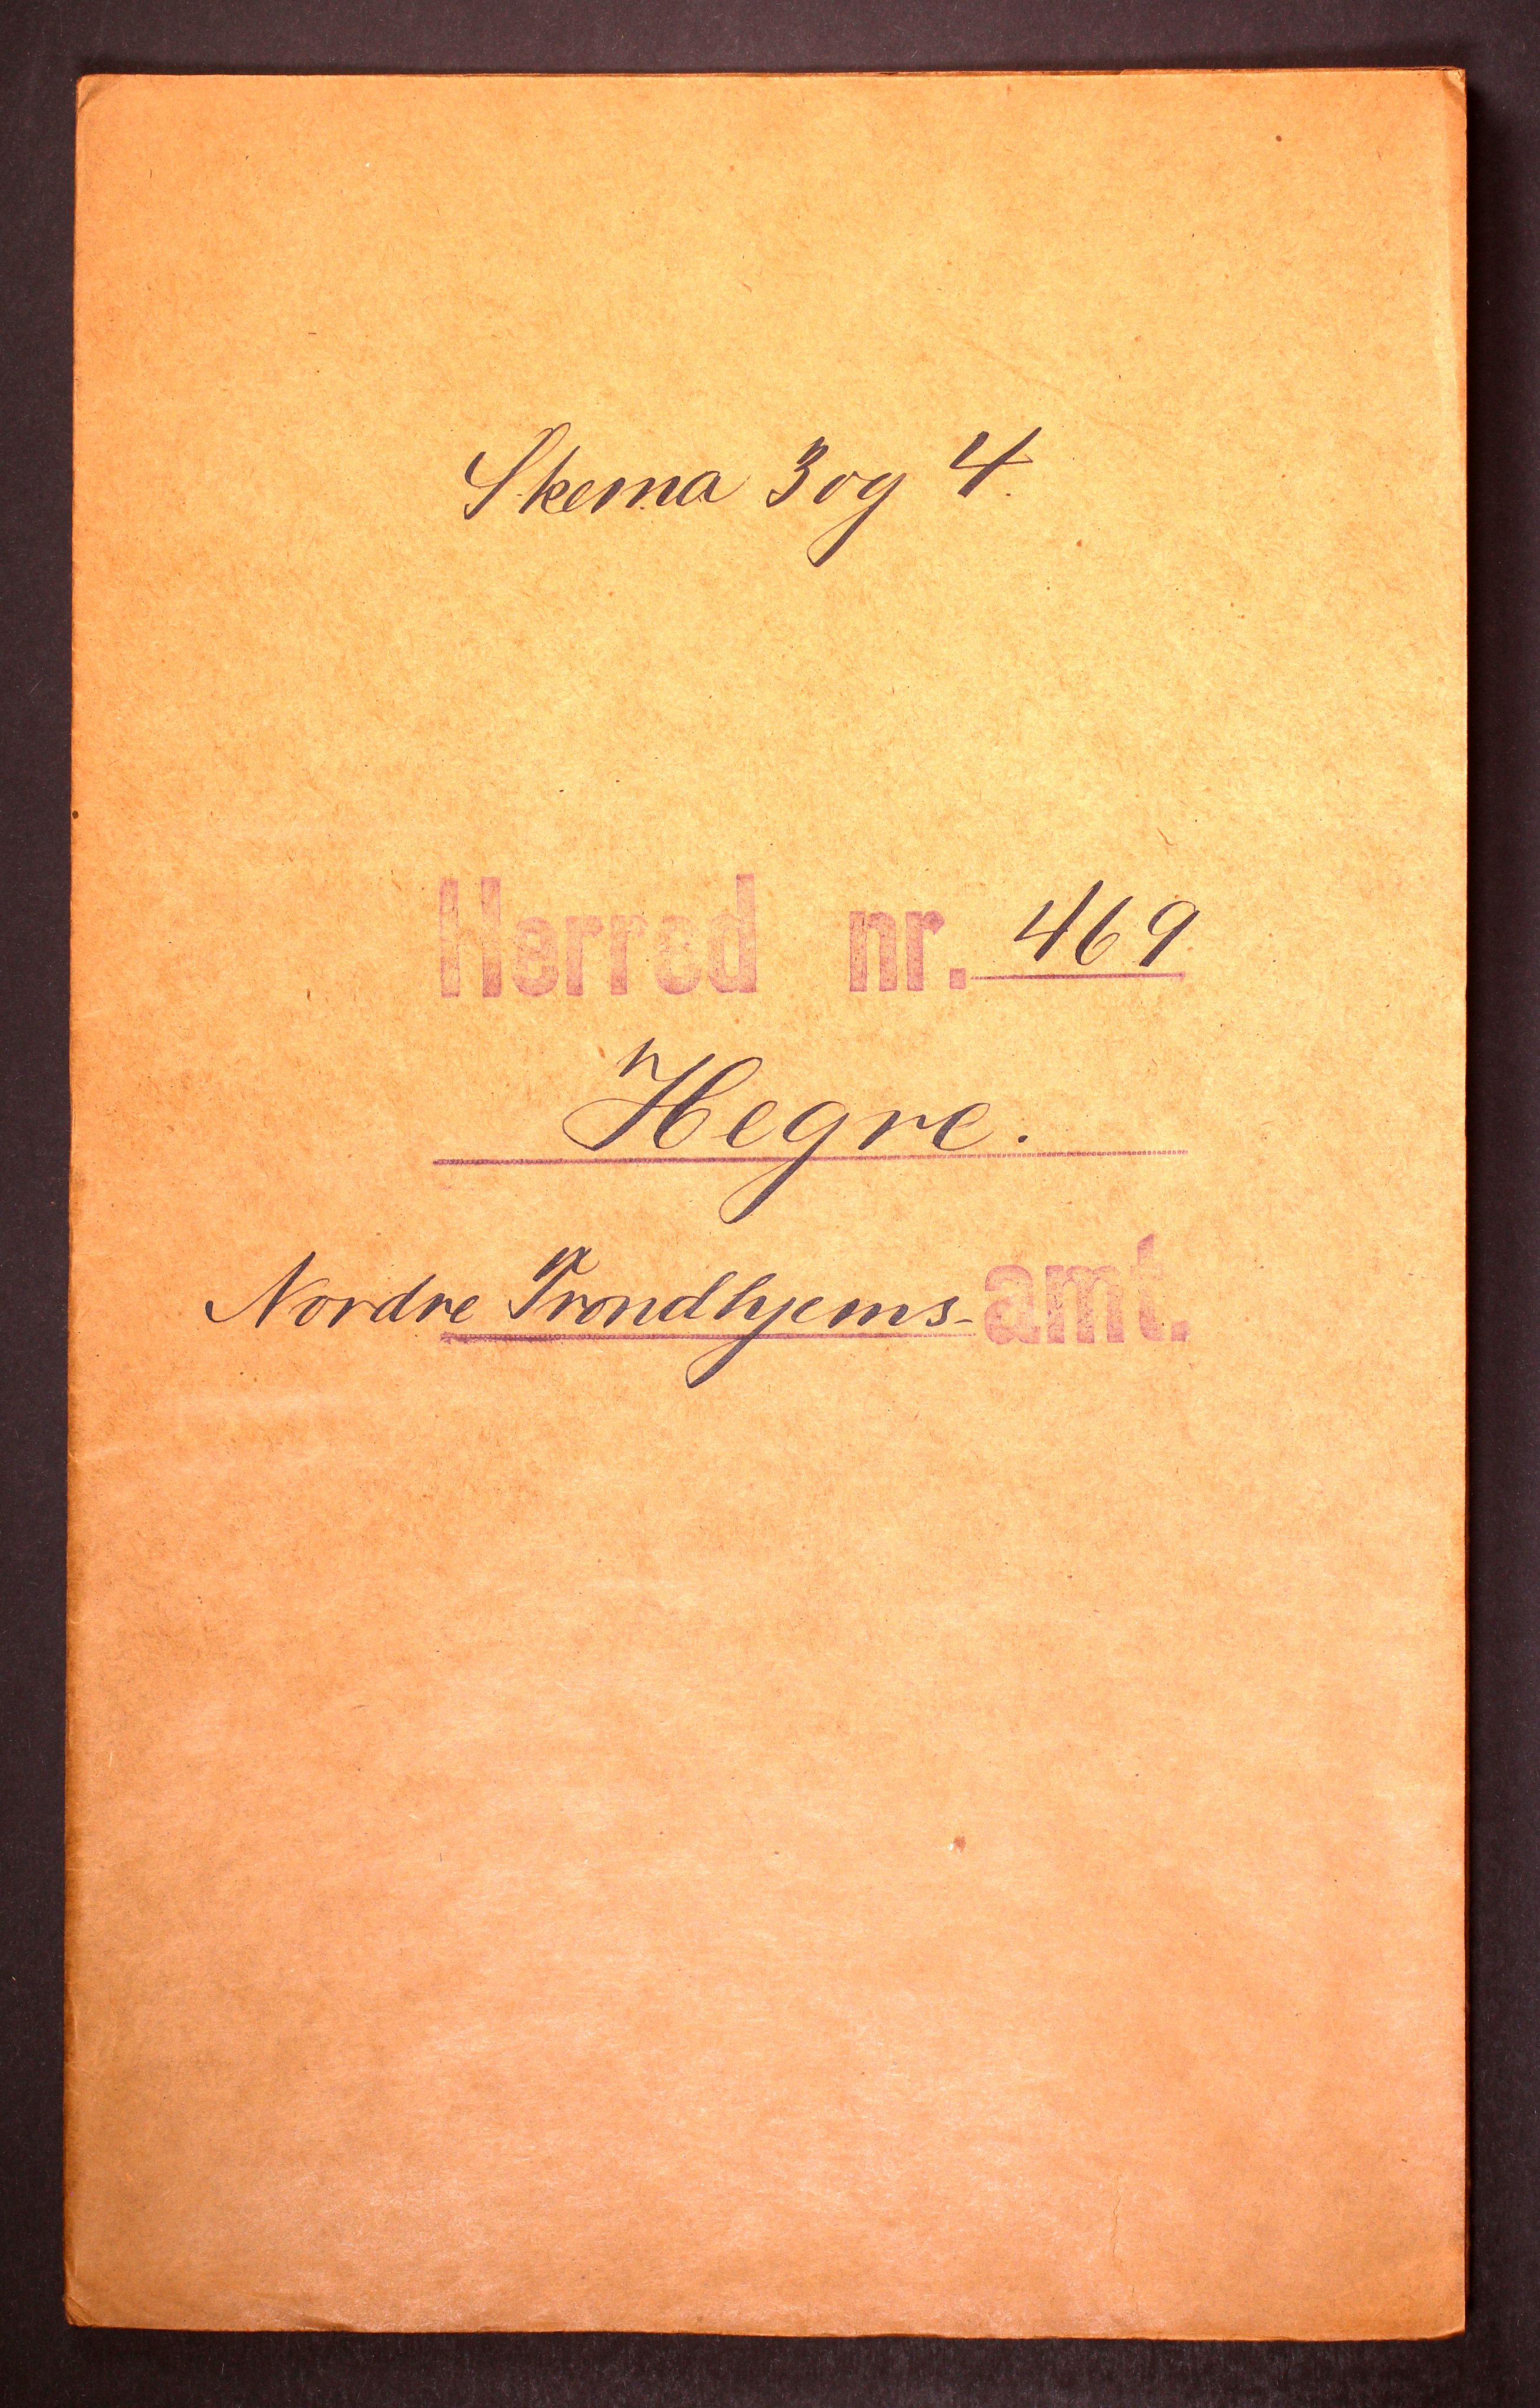 Skema 3 og 4.
Herred nr. 469
Hegre.
Nordre Trondhjems-amt.